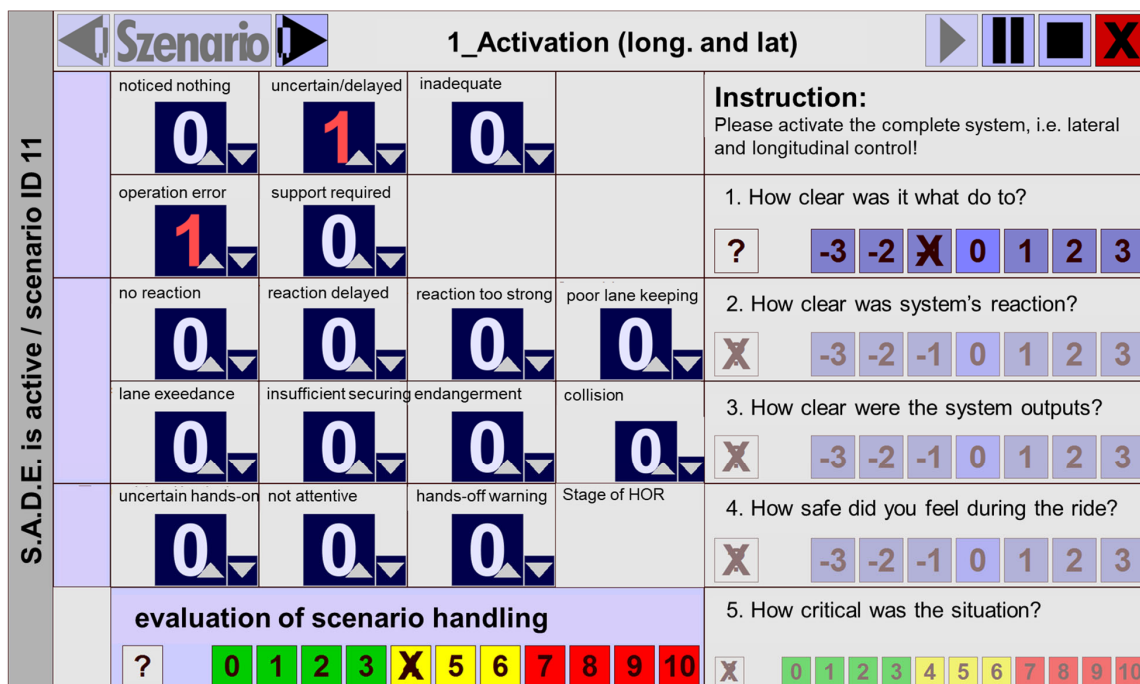 S.A.D.E. is active / scenario ID 11
Szenario
1_Activation (long. and lat)
X
noticed nothing
uncertain/delayed
inadequate
0
1
0
operation error
support required
1
0
no reaction
reaction delayed
reaction too strong
poor lane keeping
0
0
0
0
lane exeedance
insufficient securing
endangerment
collision
0
0
0
0
uncertain hands-on
not attentive
hands-off warning
Stage of HOR
0
0
0
evaluation of scenario handling
? 0 1 2 3 X 5 6 7 8 9 10
Instruction:
Please activate the complete system, i.e. lateral
and longitudinal control!
1. How clear was it what do to?
? -3 -2 X 0 1 2 3
2. How clear was system's reaction?
X -3 -2 -1 0 1 2 3
3. How clear were the system outputs?
X -3 -2 -1 0 1 2 3
4. How safe did you feel during the ride?
X -3 -2 -1 0 1 2 3
5. How critical was the situation?
X 0 1 2 3 4 5 6 7 8 9 10